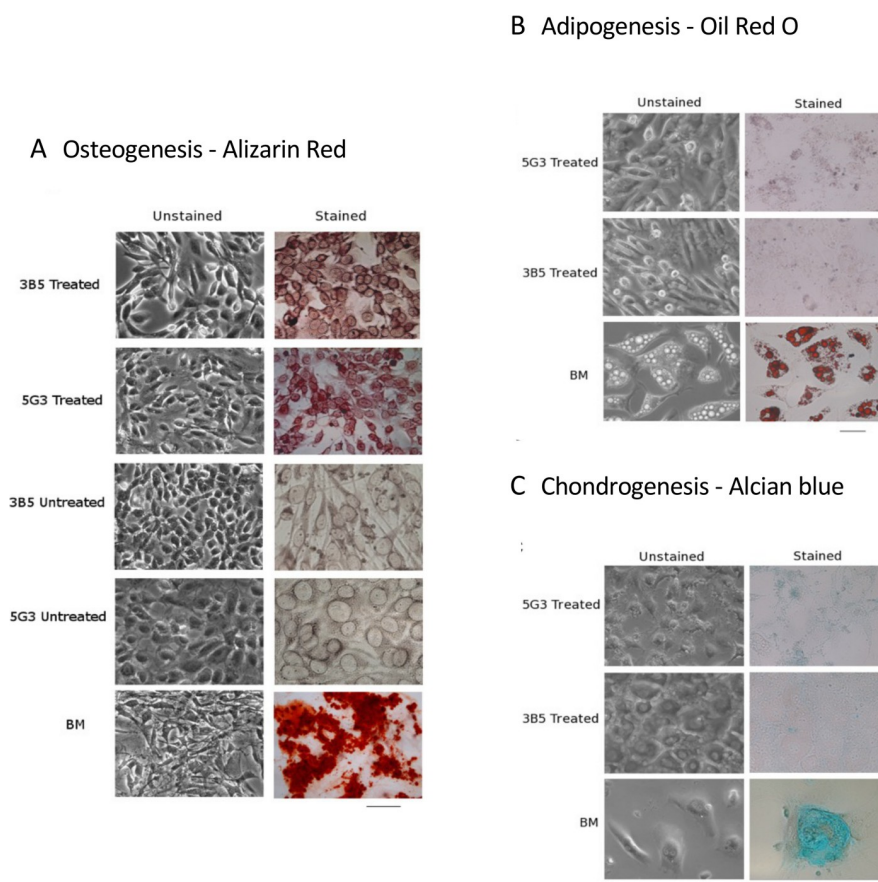 A Osteogenesis - Alizarin Red
Unstained Stained
3B5 Treated
5G3 Treated
3B5 Untreated
5G3 Untreated
BM
B Adipogenesis - Oil Red O
Unstained Stained
5G3 Treated
3B5 Treated
BM
C Chondrogenesis - Alcian blue
Unstained Stained
5G3 Treated
3B5 Treated
BM